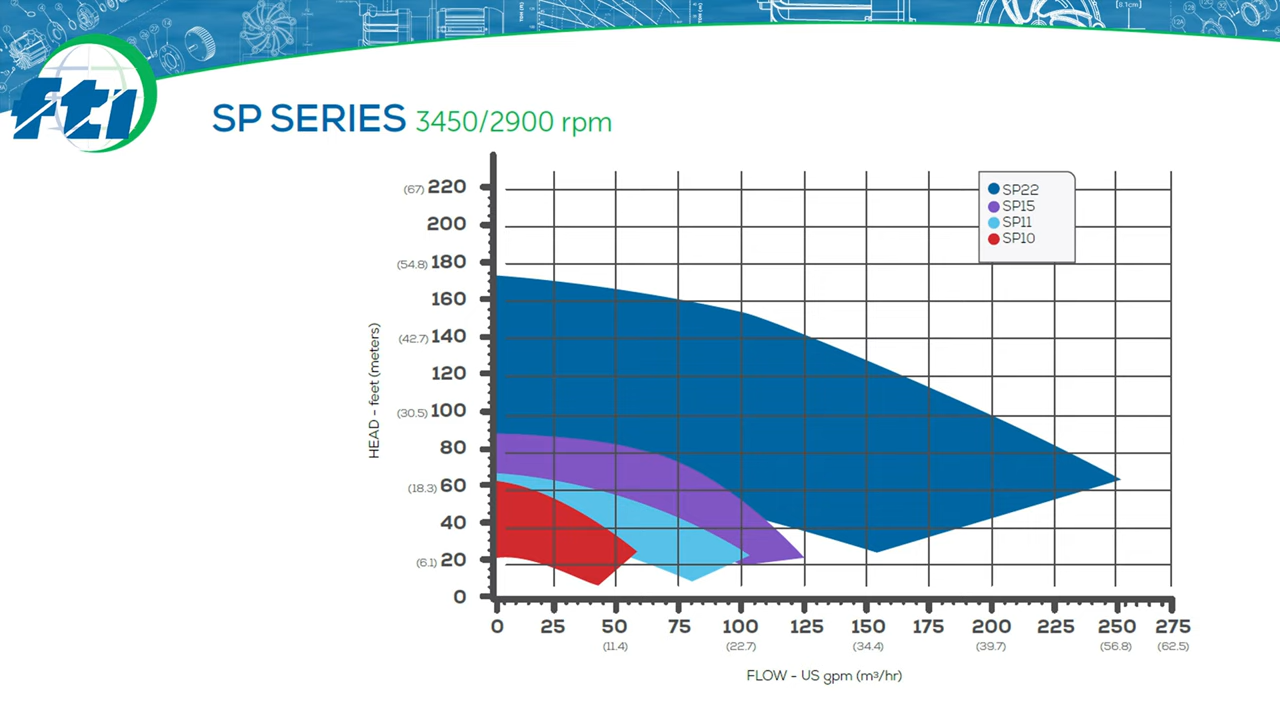 fti
SP SERIES 3450/2900 rpm
SP22
SP15
SP11
SP10
HEAD - feet (meters)
(67) 220
200
(54.8) 180
160
(42.7) 140
120
(30.5) 100
80
(18.3) 60
40
(6.1) 20
0
0 25 50 75 100 125 150 175 200 225 250 275
(11.4) (22.7) (34.4) (39.7) (56.8) (62.5)
FLOW - US gpm (m³/hr)
[8.1cm]